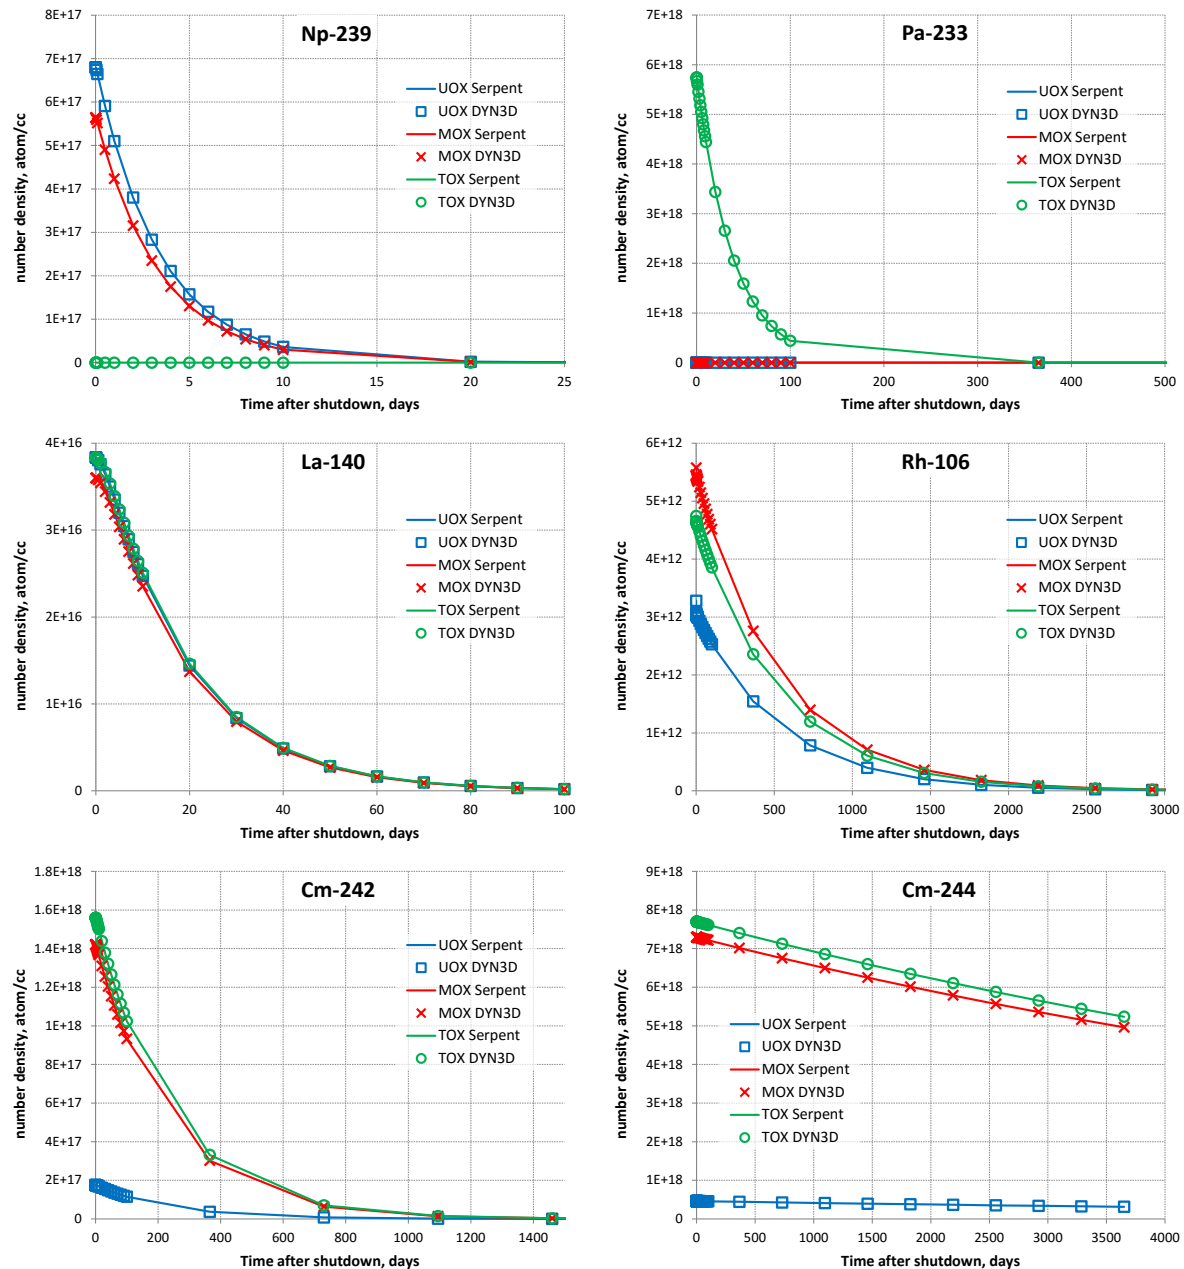 Np-239
number density, atom/cc
8E+17
7E+17
6E+17
5E+17
4E+17
3E+17
2E+17
1E+17
0
0 5 10 15 20 25
Time after shutdown, days
UOX Serpent
UOX DYN3D
MOX Serpent
MOX DYN3D
TOX Serpent
TOX DYN3D
Pa-233
number density, atom/cc
7E+18
6E+18
5E+18
4E+18
3E+18
2E+18
1E+18
0
0 100 200 300 400 500
Time after shutdown, days
UOX Serpent
UOX DYN3D
MOX Serpent
MOX DYN3D
TOX Serpent
TOX DYN3D
La-140
number density, atom/cc
4E+16
3E+16
2E+16
1E+16
0
0 20 40 60 80 100
Time after shutdown, days
UOX Serpent
UOX DYN3D
MOX Serpent
MOX DYN3D
TOX Serpent
TOX DYN3D
Rh-106
number density, atom/cc
6E+12
5E+12
4E+12
3E+12
2E+12
1E+12
0
0 500 1000 1500 2000 2500 3000
Time after shutdown, days
UOX Serpent
UOX DYN3D
MOX Serpent
MOX DYN3D
TOX Serpent
TOX DYN3D
Cm-242
number density, atom/cc
1.8E+18
1.6E+18
1.4E+18
1.2E+18
1E+18
8E+17
6E+17
4E+17
2E+17
0
0 200 400 600 800 1000 1200 1400
Time after shutdown, days
UOX Serpent
UOX DYN3D
MOX Serpent
MOX DYN3D
TOX Serpent
TOX DYN3D
Cm-244
number density, atom/cc
9E+18
8E+18
7E+18
6E+18
5E+18
4E+18
3E+18
2E+18
1E+18
0
0 500 1000 1500 2000 2500 3000 3500 4000
Time after shutdown, days
UOX Serpent
UOX DYN3D
MOX Serpent
MOX DYN3D
TOX Serpent
TOX DYN3D